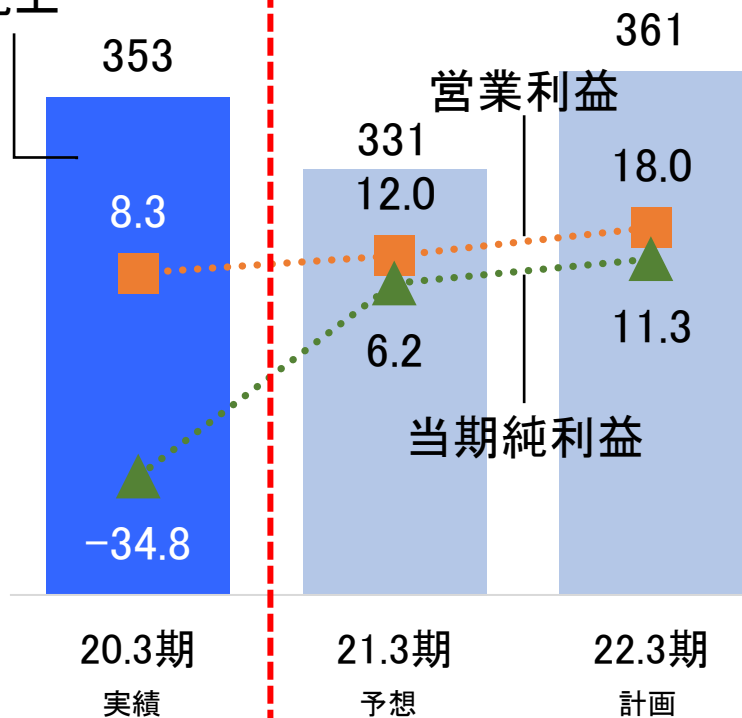 353
361
営業利益
331
8.3
12.0
18.0
6.2
11.3
当期純利益
−34.8
20.3期
21.3期
22.3期
実績
予想
計画